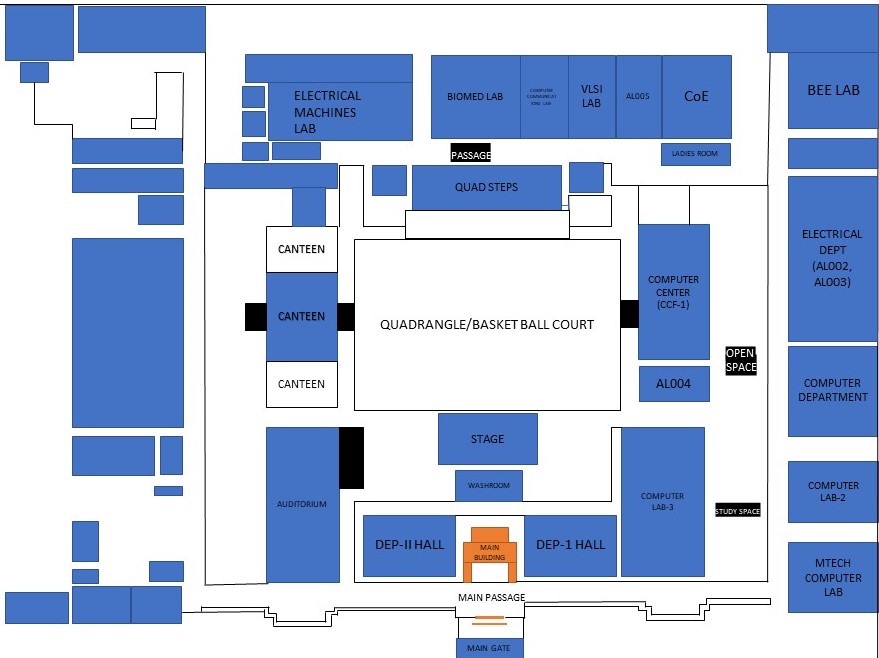 ELECTRICAL
MACHINES
LAB
BIOMED LAB
COMPUTER
COMMUNICAT
IONS LAB
VLSI
LAB
AL005
CoE
BEE LAB
PASSAGE
LADIES ROOM
QUAD STEPS
CANTEEN
ELECTRICAL
DEPT
(AL002,
AL003)
COMPUTER
CENTER
(CCF-1)
CANTEEN
QUADRANGLE/BASKET BALL COURT
OPEN
SPACE
CANTEEN
AL004
COMPUTER
DEPARTMENT
STAGE
WASHROOM
COMPUTER
LAB-2
AUDITORIUM
COMPUTER
LAB-3
STUDY SPACE
DEP-II HALL
MAIN
BUILDING
DEP-1 HALL
MTECH
COMPUTER
LAB
MAIN PASSAGE
MAIN GATE